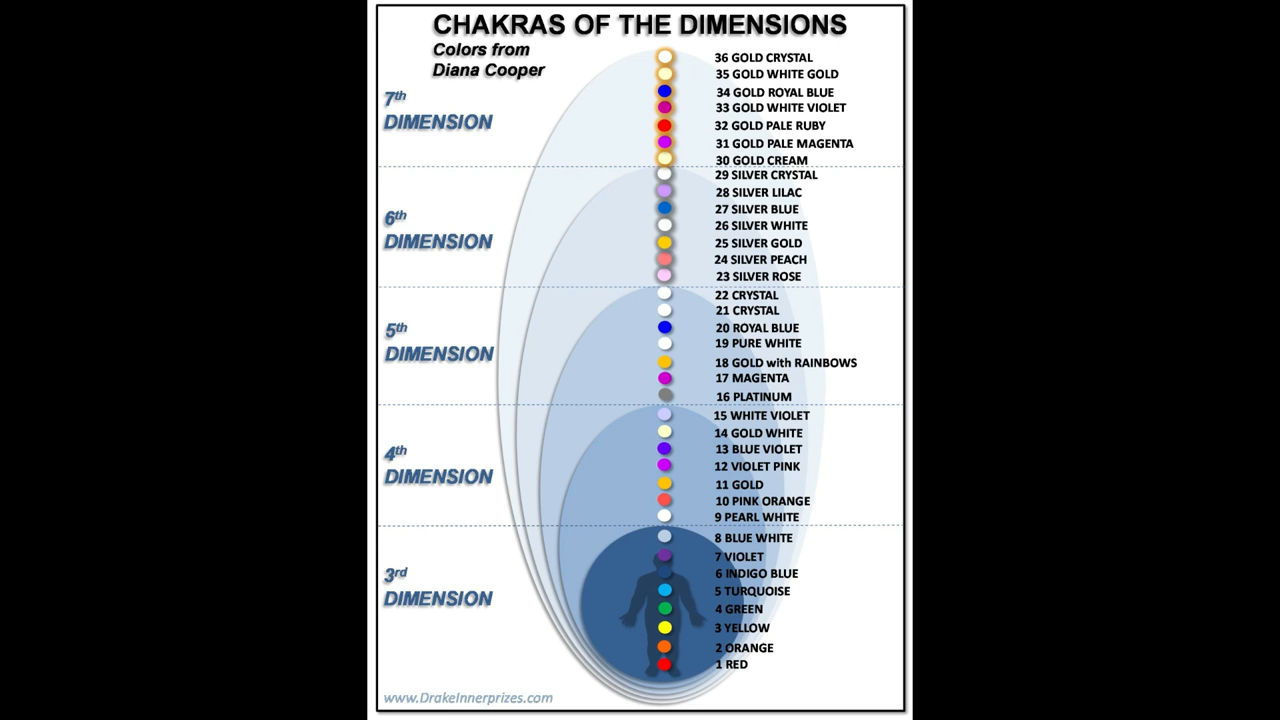 CHAKRAS OF THE DIMENSIONS
Colors from
Diana Cooper
7th
DIMENSION
36 GOLD CRYSTAL
35 GOLD WHITE GOLD
34 GOLD ROYAL BLUE
33 GOLD WHITE VIOLET
32 GOLD PALE RUBY
31 GOLD PALE MAGENTA
30 GOLD CREAM
6th
DIMENSION
29 SILVER CRYSTAL
28 SILVER LILAC
27 SILVER BLUE
26 SILVER WHITE
25 SILVER GOLD
24 SILVER PEACH
23 SILVER ROSE
5th
DIMENSION
22 CRYSTAL
21 CRYSTAL
20 ROYAL BLUE
19 PURE WHITE
18 GOLD with RAINBOWS
17 MAGENTA
16 PLATINUM
4th
DIMENSION
15 WHITE VIOLET
14 GOLD WHITE
13 BLUE VIOLET
12 VIOLET PINK
11 GOLD
10 PINK ORANGE
9 PEARL WHITE
3rd
DIMENSION
8 BLUE WHITE
7 VIOLET
6 INDIGO BLUE
5 TURQUOISE
4 GREEN
3 YELLOW
2 ORANGE
1 RED
www.DrakeInnerprizes.com